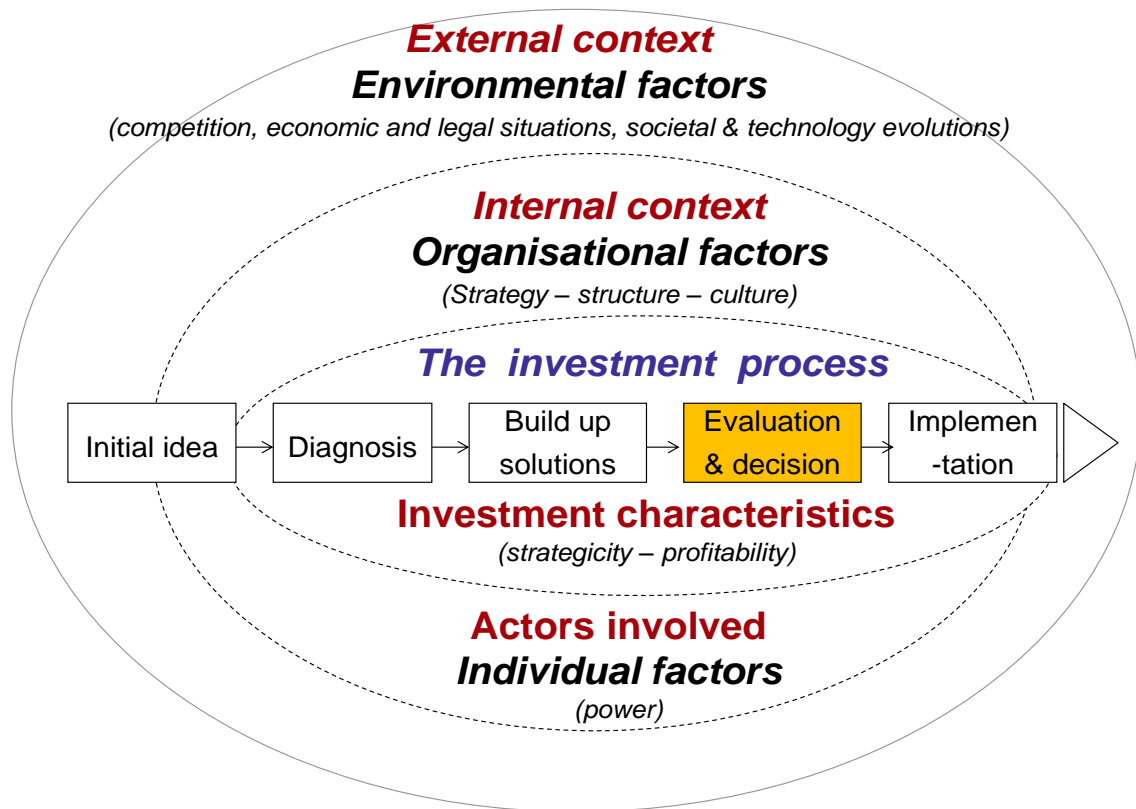 External context
Environmental factors
(competition, economic and legal situations, societal & technology evolutions)
Internal context
Organisational factors
(Strategy – structure – culture)
The investment process
Initial idea
Diagnosis
Build up
solutions
Evaluation
& decision
Implemen
-tation
Investment characteristics
(strategicity – profitability)
Actors involved
Individual factors
(power)